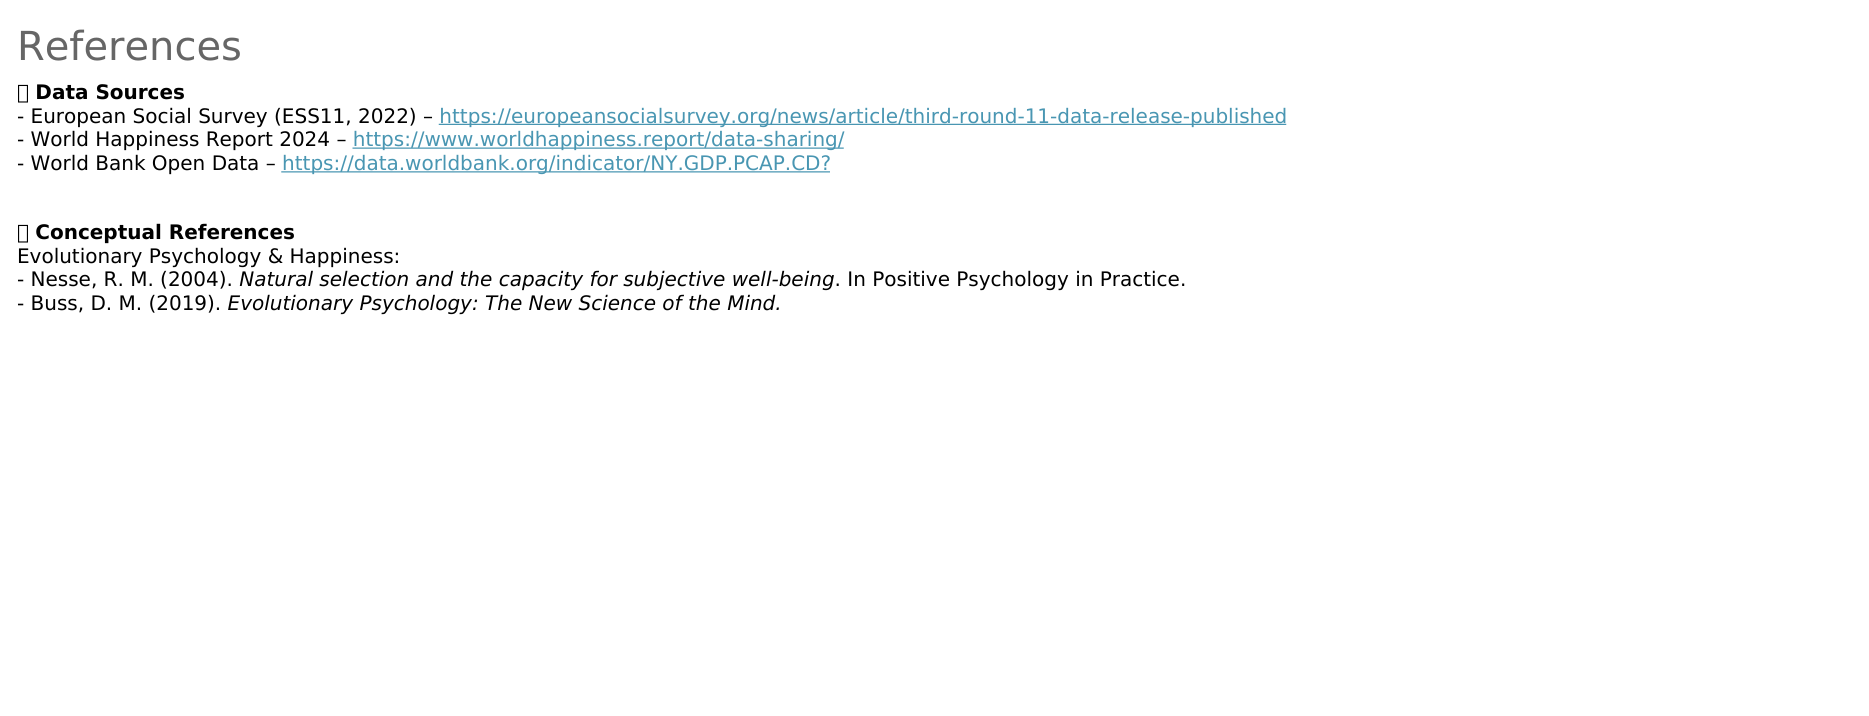 References
Data Sources
- European Social Survey (ESS11, 2022) – https://europeansocialsurvey.org/news/article/third-round-11-data-release-published
- World Happiness Report 2024 – https://www.worldhappiness.report/data-sharing/
- World Bank Open Data – https://data.worldbank.org/indicator/NY.GDP.PCAP.CD?
Conceptual References
Evolutionary Psychology & Happiness:
- Nesse, R. M. (2004). Natural selection and the capacity for subjective well-being. In Positive Psychology in Practice.
- Buss, D. M. (2019). Evolutionary Psychology: The New Science of the Mind.